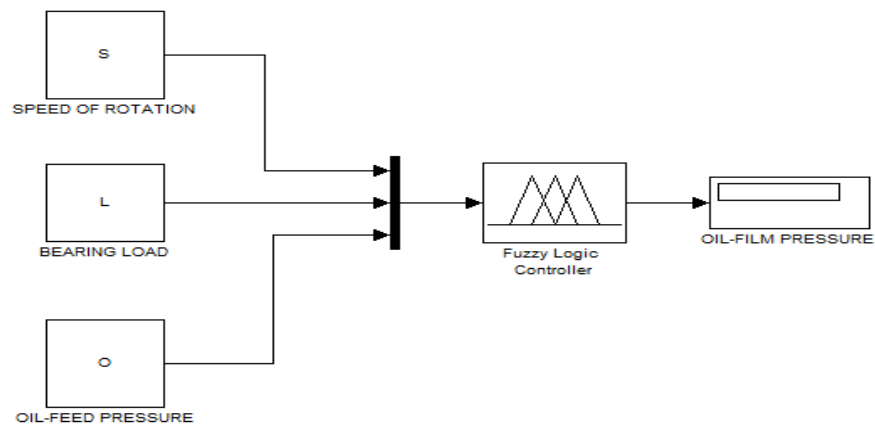 S
SPEED OF ROTATION
L
BEARING LOAD
O
OIL-FEED PRESSURE
Fuzzy Logic
Controller
OIL-FILM PRESSURE